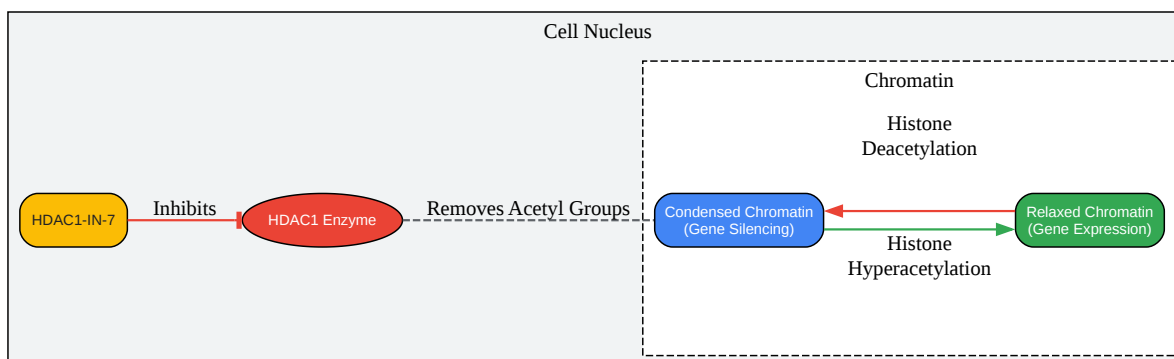 Cell Nucleus
Chromatin
Histone
Deacetylation
HDAC1-IN-7
Inhibits
HDAC1 Enzyme
Removes Acetyl Groups
Condensed Chromatin
(Gene Silencing)
Relaxed Chromatin
(Gene Expression)
Histone
Hyperacetylation